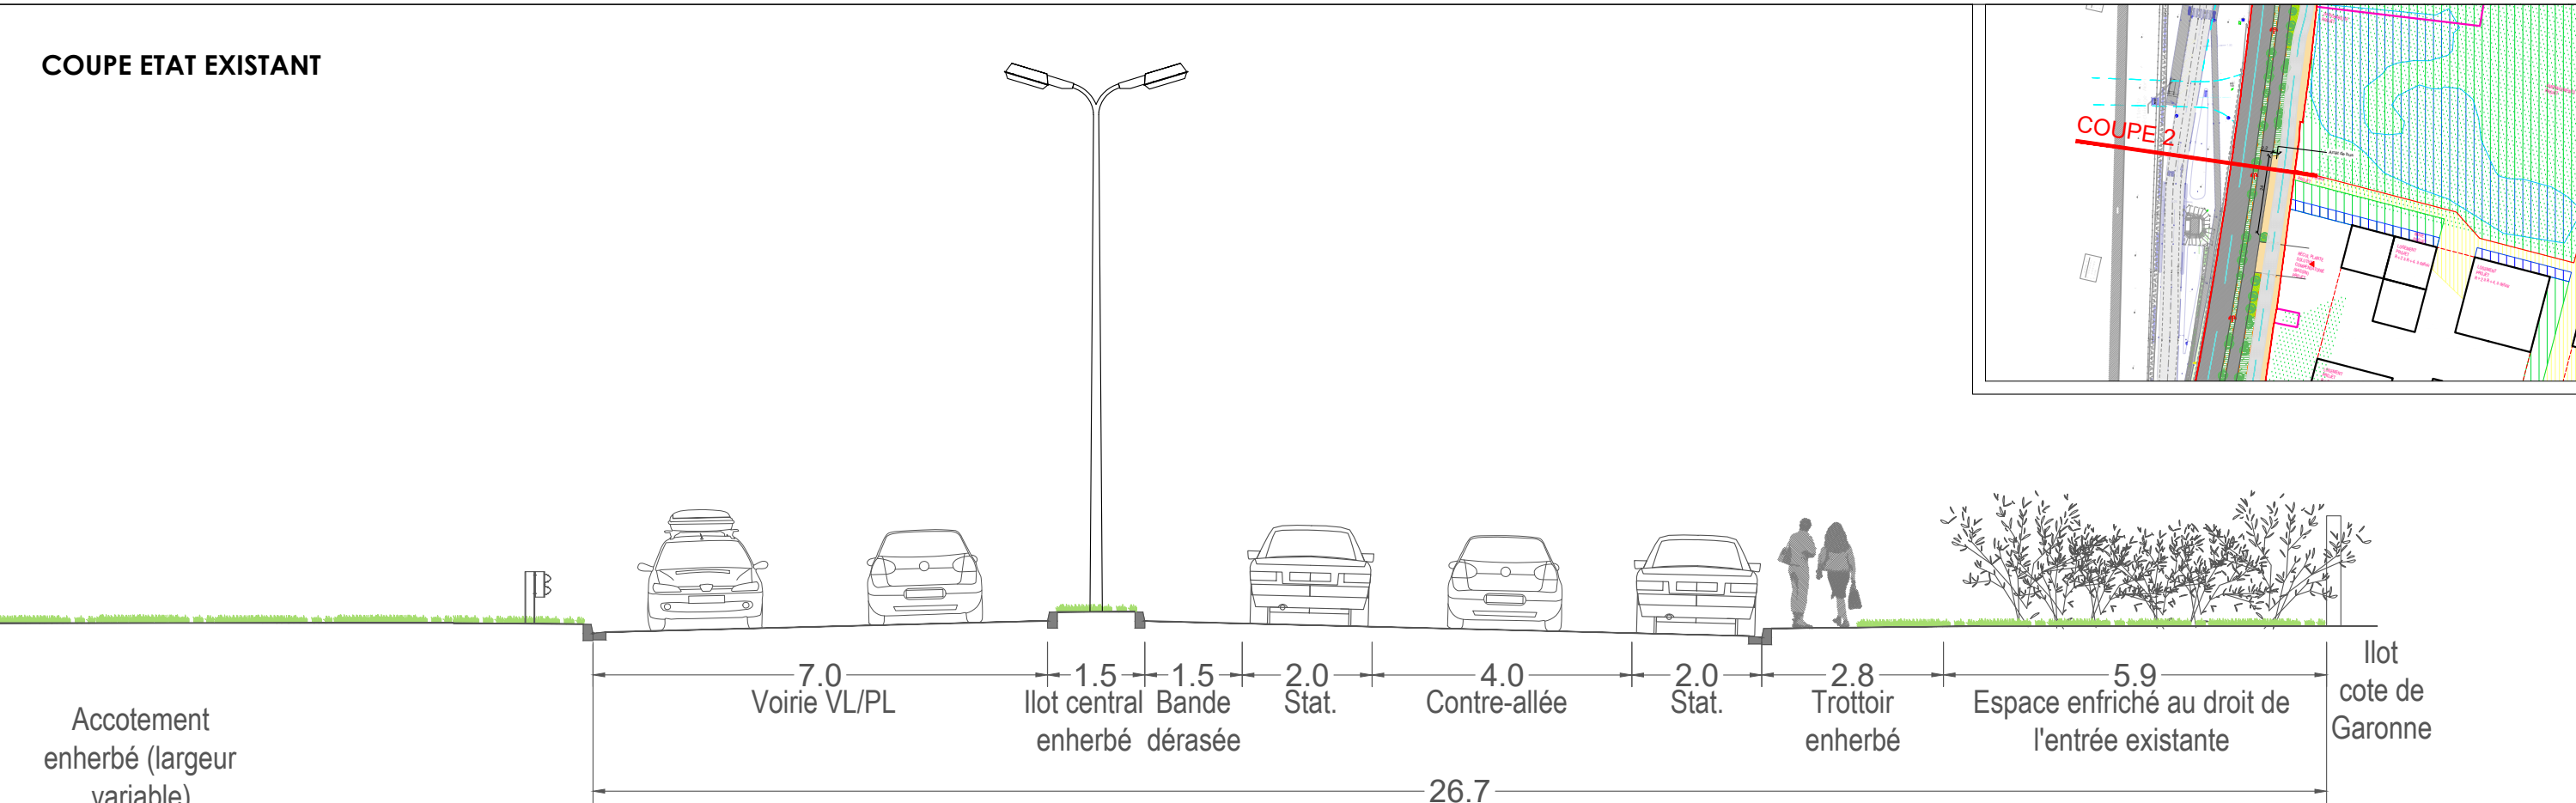 COUPE ETAT EXISTANT
COUPE 2
7.0
1.5
1.5
2.0
4.0
2.0
2.8
5.9
Voirie VL/PL
Ilot central
enherbé
Bande
dérasée
Stat.
Contre-allée
Stat.
Trottoir
enherbé
Espace enfriché au droit de
l'entrée existante
Ilot
cote de
Garonne
Accotement
enherbé (largeur
variable)
26.7